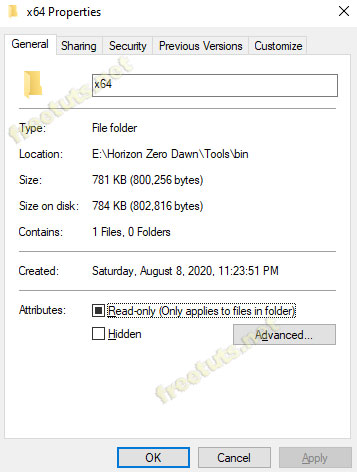 x64 Properties
General Sharing Security Previous Versions Customize
x64
Type: File folder
Location: E:\Horizon Zero Dawn\Tools\bin
Size: 781 KB (800,256 bytes)
Size on disk: 784 KB (802,816 bytes)
Contains: 1 Files, 0 Folders
Created: Saturday, August 8, 2020, 11:23:51 PM
Attributes: Read-only (Only applies to files in folder)
Hidden Advanced...
OK Cancel Apply
freetuts.net
freetuts.net